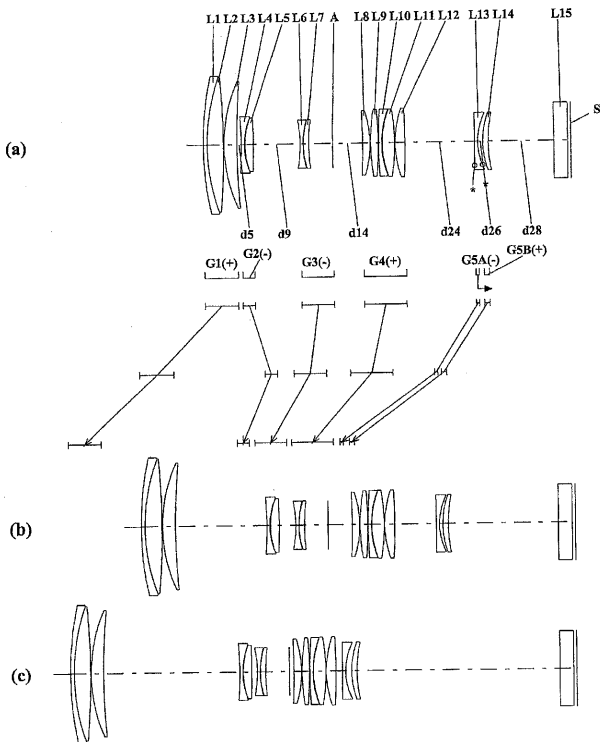 L1 L2 L3 L4 L5 L6 L7 A L8 L9 L10 L11 L12 L13 L14 L15
S
(a)
* *
d5 d9 d14 d24 d26 d28
G1(+) G2(-) G3(-) G4(+) G5A(-) G5B(+)
(b)
(c)